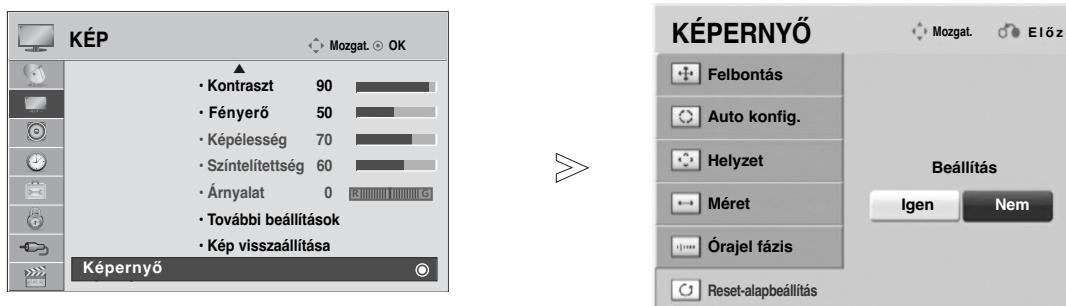 KÉP
Mozgat. OK
· Kontraszt 90
· Fényerő 50
· Képélesség 70
· Színtelítettség 60
· Árnyalat 0 R G
· További beállítások
· Kép visszaállítása
Képernyő
KÉPERNYŐ
Mozgat. Előz
Felbontás
Auto konfig.
Helyzet
Méret
Órajel fázis
Reset-alapbeállítás
Beállítás
Igen Nem